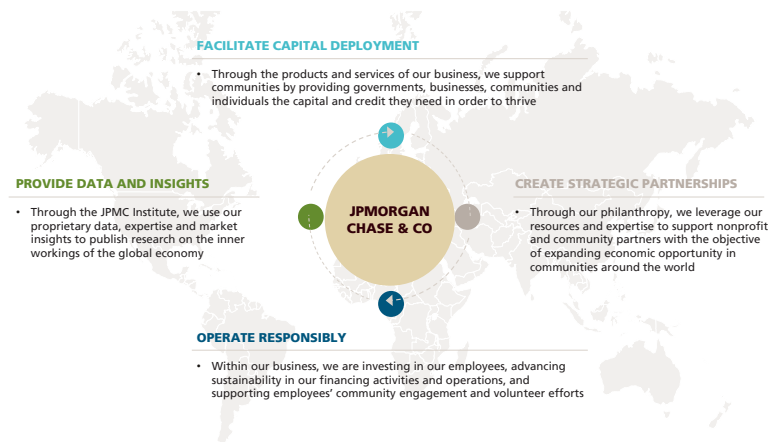 FACILITATE CAPITAL DEPLOYMENT
• Through the products and services of our business, we support
communities by providing governments, businesses, communities and
individuals the capital and credit they need in order to thrive
PROVIDE DATA AND INSIGHTS
• Through the JPMC Institute, we use our
proprietary data, expertise and market
insights to publish research on the inner
workings of the global economy
JPMORGAN
CHASE & CO
CREATE STRATEGIC PARTNERSHIPS
• Through our philanthropy, we leverage our
resources and expertise to support nonprofit
and community partners with the objective
of expanding economic opportunity in
communities around the world
OPERATE RESPONSIBLY
• Within our business, we are investing in our employees, advancing
sustainability in our financing activities and operations, and
supporting employees’ community engagement and volunteer efforts